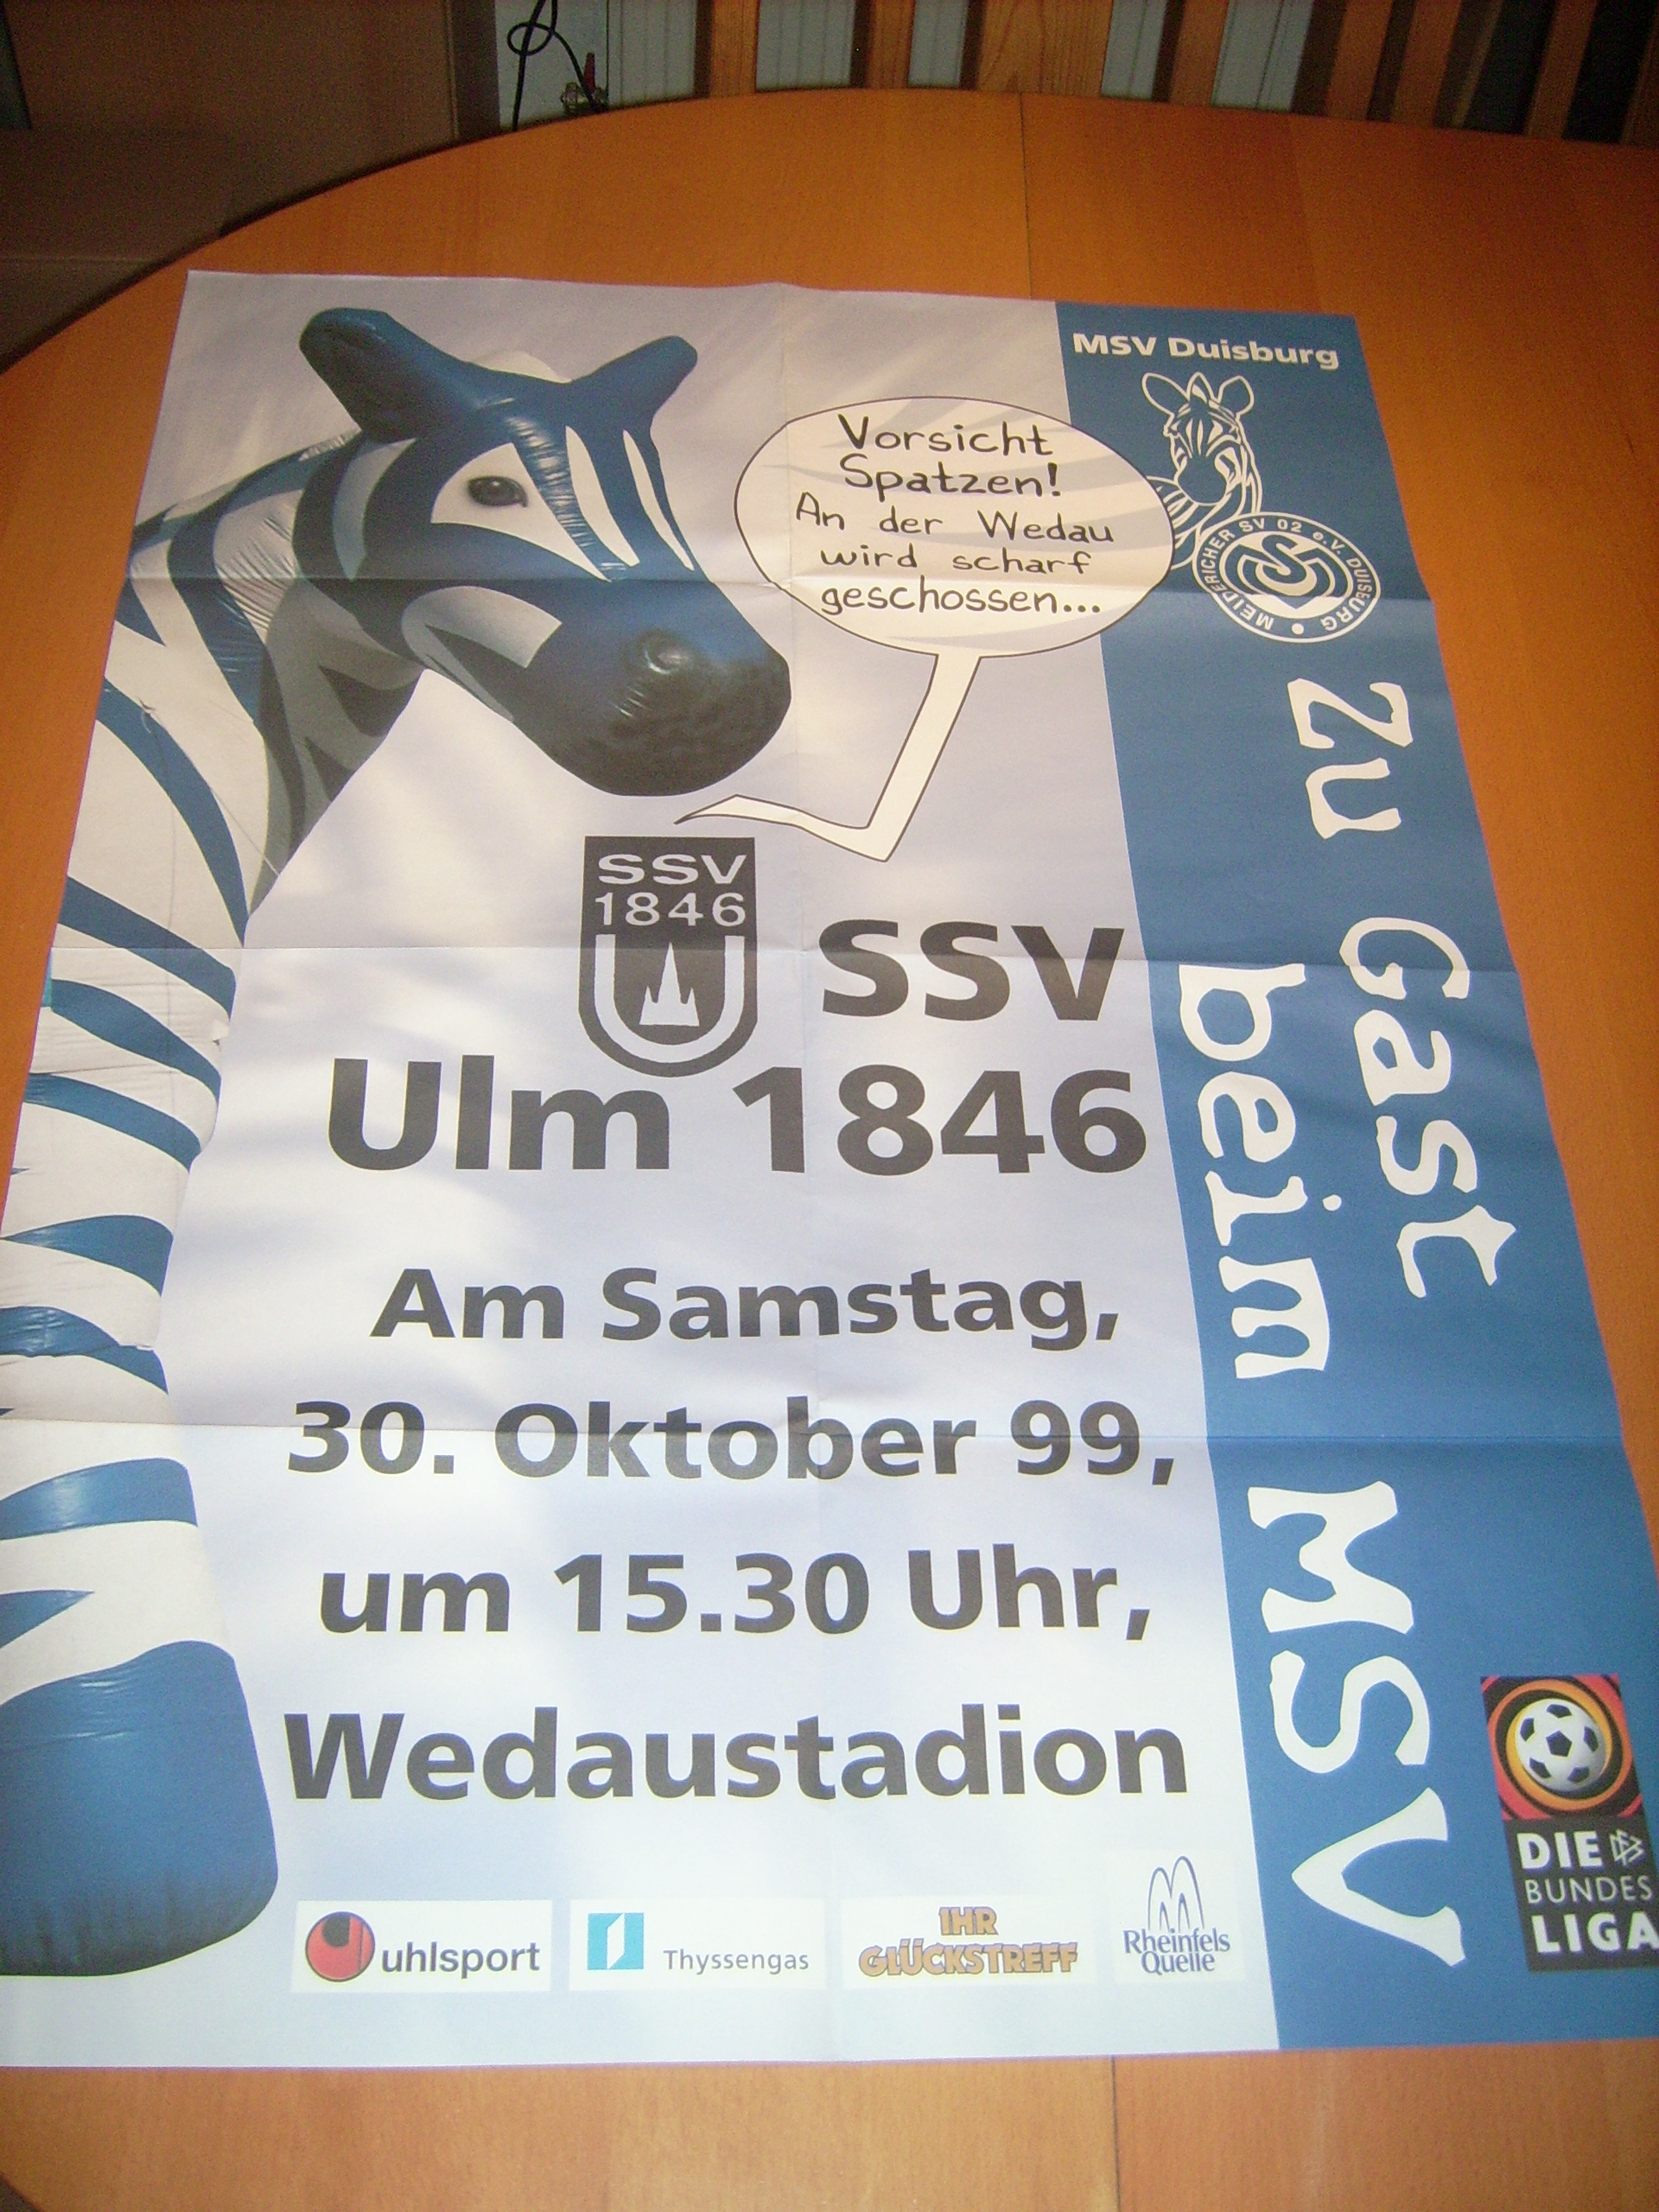 MSV Duisburg
MEIDERICHER SV 02 e.V. DUISBURG
Vorsicht
Spatzen!
An der Wedau
wird scharf
geschossen...
Zu Gast
beim MSV
SSV
1846
SSV
Ulm 1846
Am Samstag,
30. Oktober 99,
um 15.30 Uhr,
Wedaustadion
uhlsport
Thyssengas
IHR
GLÜCKSTREFF
Rheinfels
Quelle
DIE DFB
BUNDES
LIGA